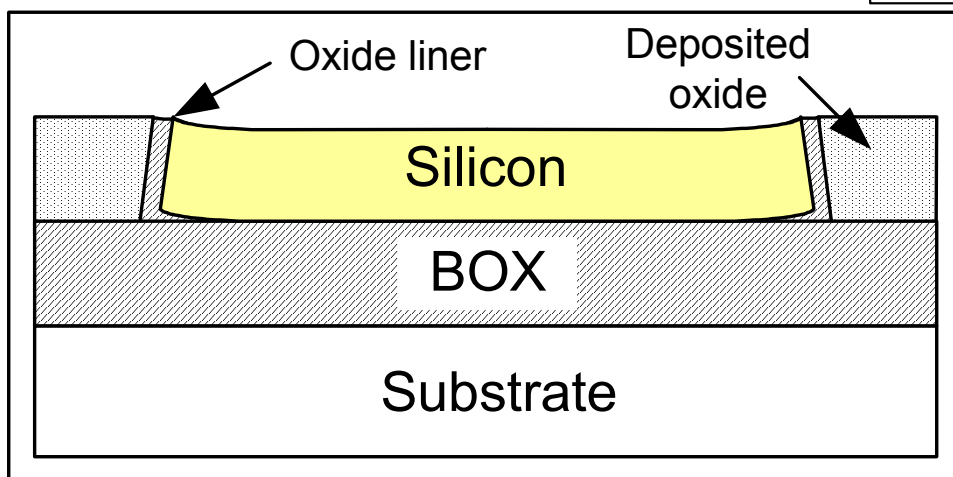 Oxide liner
Deposited
oxide
Silicon
BOX
Substrate